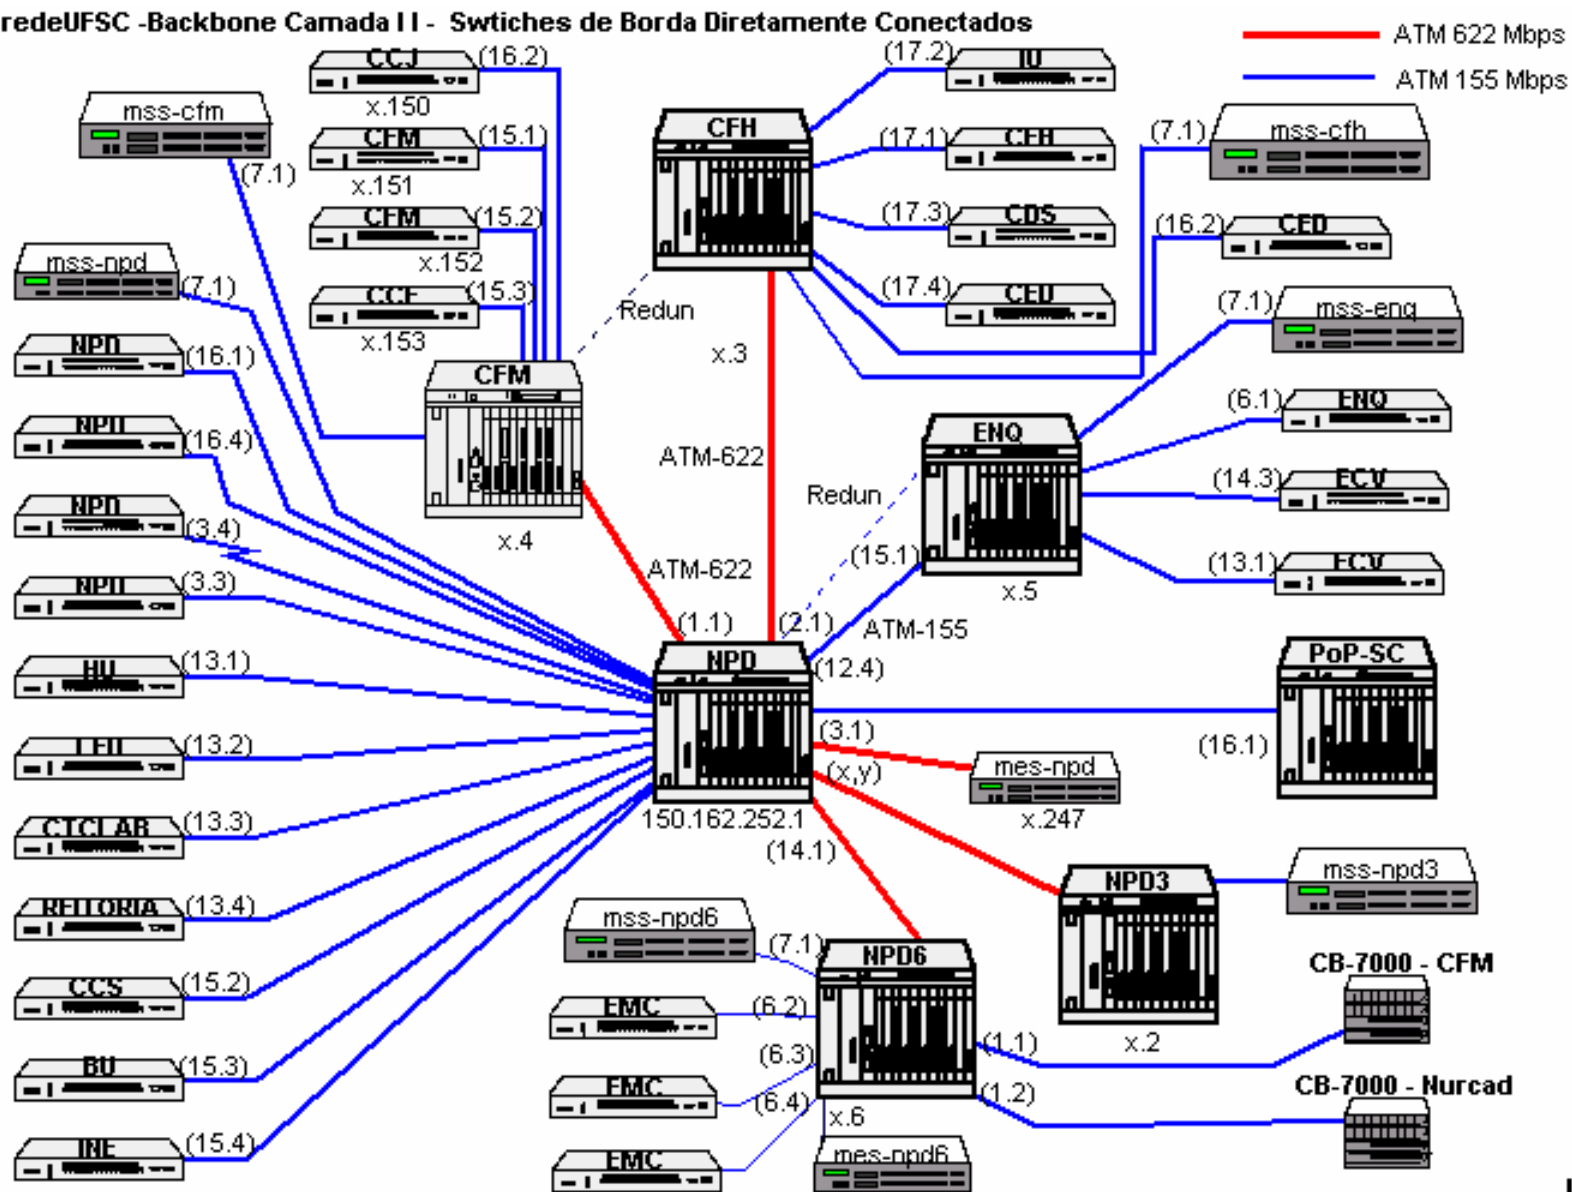 redeUFSC -Backbone Camada II - Swtiches de Borda Diretamente Conectados
ATM 622 Mbps
ATM 155 Mbps
CCJ
(16.2)
x.150
mss-cfm
(7.1)
CFM
(15.1)
x.151
CFM
(15.2)
x.152
(15.3)
x.153
CFH
x.3
(17.2)
IU
(17.1)
CFH
(17.3)
CDS
(17.4)
CED
(7.1)
mss-cfh
(16.2)
CED
(7.1)
mss-enq
(6.1)
ENQ
(14.3)
ECV
(13.1)
ECV
mss-npd
(7.1)
NPD
(16.1)
NPD
(16.4)
NPD
(3.4)
NPD
(3.3)
HU
(13.1)
(13.2)
CTCLAB
(13.3)
REITORIA
(13.4)
CCS
(15.2)
BU
(15.3)
INE
(15.4)
Redun
CFM
x.4
ATM-622
ATM-622
Redun
ENQ
x.5
(15.1)
ATM-155
(1.1)
(2.1)
NPD
(12.4)
150.162.252.1
(3.1)
(x,y)
(14.1)
PoP-SC
(16.1)
mes-npd
x.247
NPD3
x.2
mss-npd3
mss-npd6
(7.1)
NPD6
x.6
EMC
(6.2)
EMC
(6.3)
EMC
(6.4)
mes-npd6
(1.1)
(1.2)
CB-7000 - CFM
CB-7000 - Nurcad